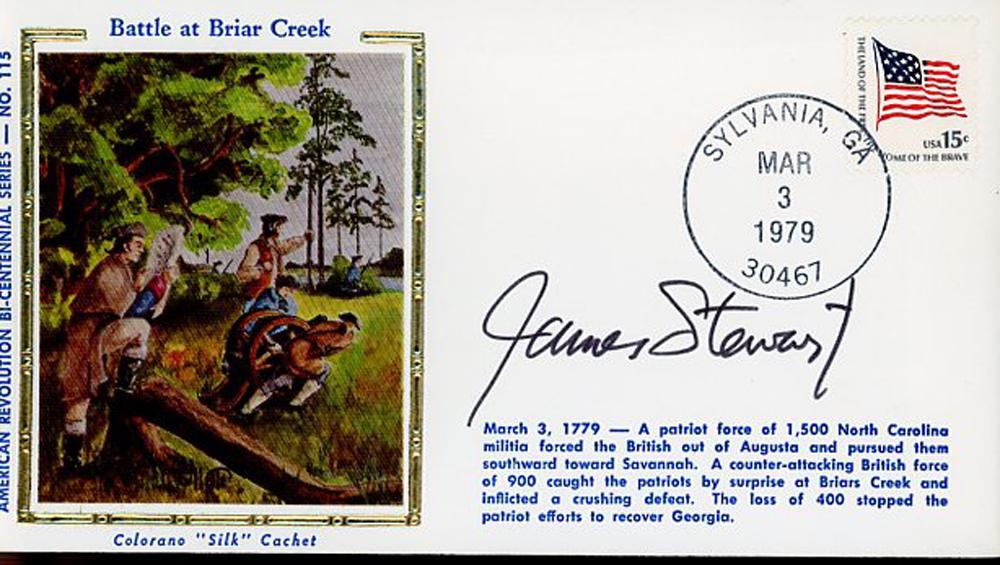 Battle at Briar Creek
AMERICAN REVOLUTION BI-CENTENNIAL SERIES — NO. 115
Colorano "Silk" Cachet
THE LAND OF THE
USA 15c
OME OF THE BRAVE
SYLVANIA, GA
MAR
3
1979
30467
James Stewart
March 3, 1779 — A patriot force of 1,500 North Carolina
militia forced the British out of Augusta and pursued them
southward toward Savannah. A counter-attacking British force
of 900 caught the patriots by surprise at Briars Creek and
inflicted a crushing defeat. The loss of 400 stopped the
patriot efforts to recover Georgia.